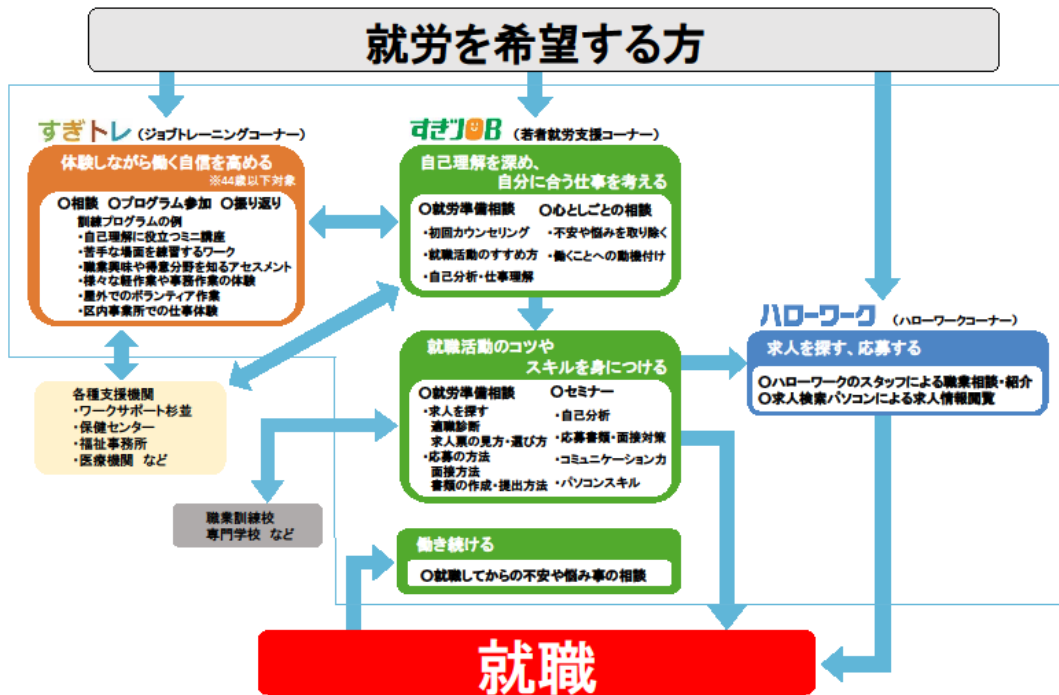 就労を希望する方
すぎトレ（ジョブトレーニングコーナー）
体験しながら働く自信を高める
※44歳以下対象
〇相談 〇プログラム参加 〇振り返り
訓練プログラムの例
・自己理解に役立つミニ講座
・苦手な場面を練習するワーク
・職業興味や得意分野を知るアセスメント
・様々な軽作業や事務作業の体験
・屋外でのボランティア作業
・区内事業所での仕事体験
すぎJOB（若者就労支援コーナー）
自己理解を深め、
自分に合う仕事を考える
〇就労準備相談
・初回カウンセリング
・就職活動のすすめ方
・自己分析・仕事理解
〇心としごとの相談
・不安や悩みを取り除く
・働くことへの動機付け
ハローワーク（ハローワークコーナー）
求人を探す、応募する
〇ハローワークのスタッフによる職業相談・紹介
〇求人検索パソコンによる求人情報閲覧
就職活動のコツや
スキルを身につける
〇就労準備相談
・求人を探す
適職診断
求人票の見方・選び方
・応募の方法
面接方法
書類の作成・提出方法
〇セミナー
・自己分析
・応募書類・面接対策
・コミュニケーション力
・パソコンスキル
各種支援機関
・ワークサポート杉並
・保健センター
・福祉事務所
・医療機関 など
職業訓練校
専門学校 など
働き続ける
〇就職してからの不安や悩み事の相談
就職